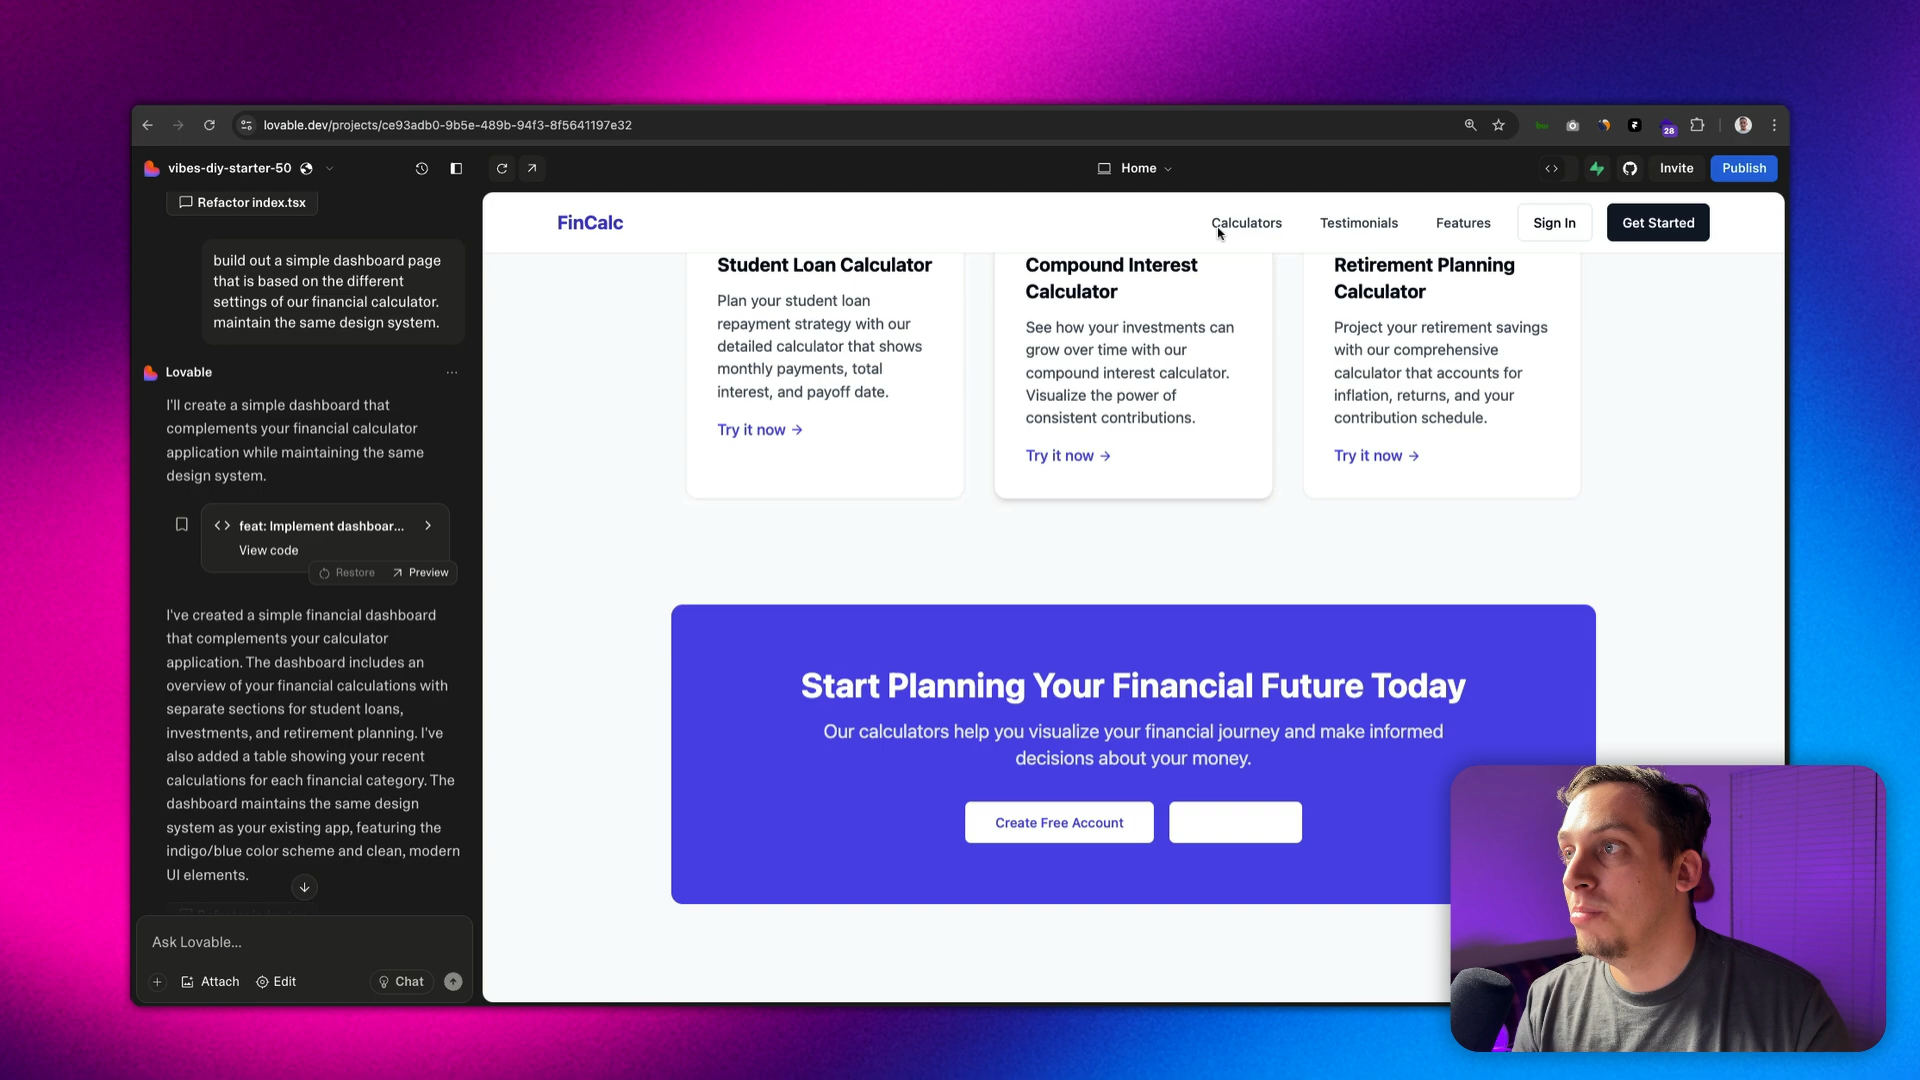 lovable.dev/projects/ce93adb0-9b5e-489b-94f3-8f5641197e32
28
vibes-diy-starter-50
Home
Invite
Publish
Refactor index.tsx
build out a simple dashboard page
that is based on the different
settings of our financial calculator.
maintain the same design system.
Lovable
I'll create a simple dashboard that
complements your financial calculator
application while maintaining the same
design system.
feat: Implement dashboar...
View code
Restore
Preview
I've created a simple financial dashboard
that complements your calculator
application. The dashboard includes an
overview of your financial calculations with
separate sections for student loans,
investments, and retirement planning. I've
also added a table showing your recent
calculations for each financial category. The
dashboard maintains the same design
system as your existing app, featuring the
indigo/blue color scheme and clean, modern
UI elements.
Ask Lovable...
Attach
Edit
Chat
FinCalc
Calculators
Testimonials
Features
Sign In
Get Started
Student Loan Calculator
Plan your student loan
repayment strategy with our
detailed calculator that shows
monthly payments, total
interest, and payoff date.
Try it now →
Compound Interest
Calculator
See how your investments can
grow over time with our
compound interest calculator.
Visualize the power of
consistent contributions.
Try it now →
Retirement Planning
Calculator
Project your retirement savings
with our comprehensive
calculator that accounts for
inflation, returns, and your
contribution schedule.
Try it now →
Start Planning Your Financial Future Today
Our calculators help you visualize your financial journey and make informed
decisions about your money.
Create Free Account